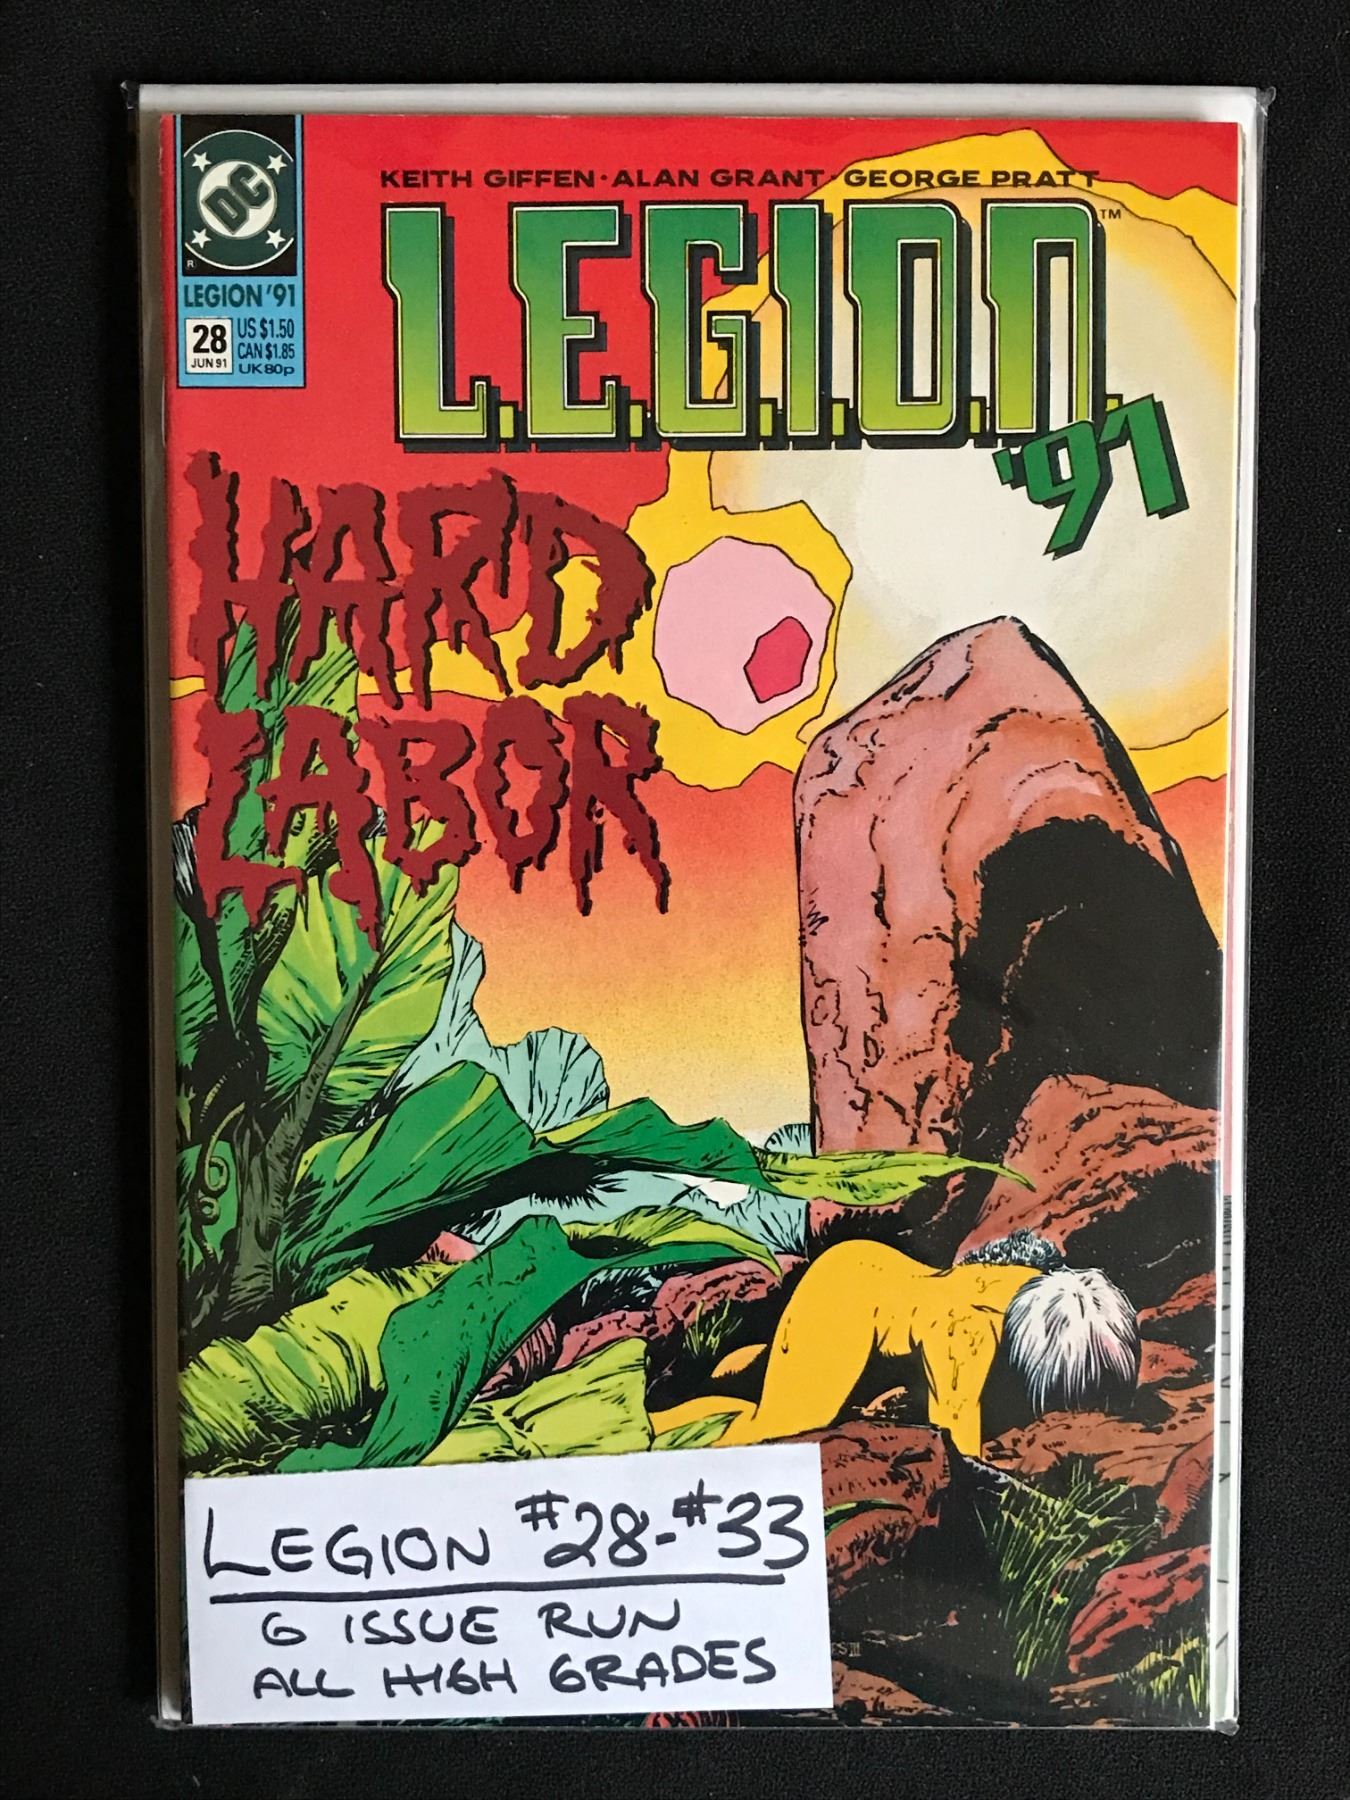 DC
R
LEGION '91
28
JUN 91
US $1.50
CAN $1.85
UK 80p
KEITH GIFFEN · ALAN GRANT · GEORGE PRATT
L.E.G.I.O.N.™
'91
HARD
LABOR
LEGION #28-#33
6 ISSUE RUN
ALL HIGH GRADES